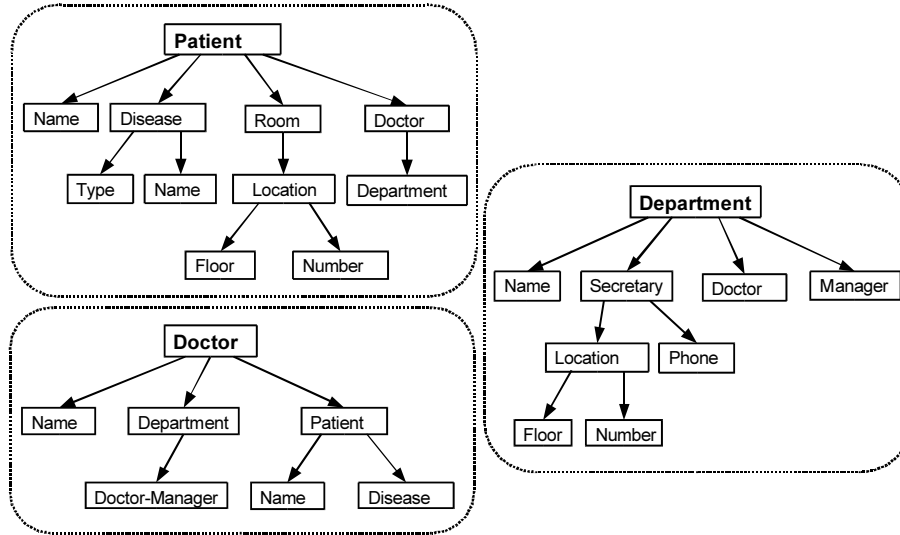 Patient
Name
Disease
Room
Doctor
Type
Name
Location
Department
Floor
Number
Doctor
Name
Department
Patient
Doctor-Manager
Name
Disease
Department
Name
Secretary
Doctor
Manager
Location
Phone
Floor
Number